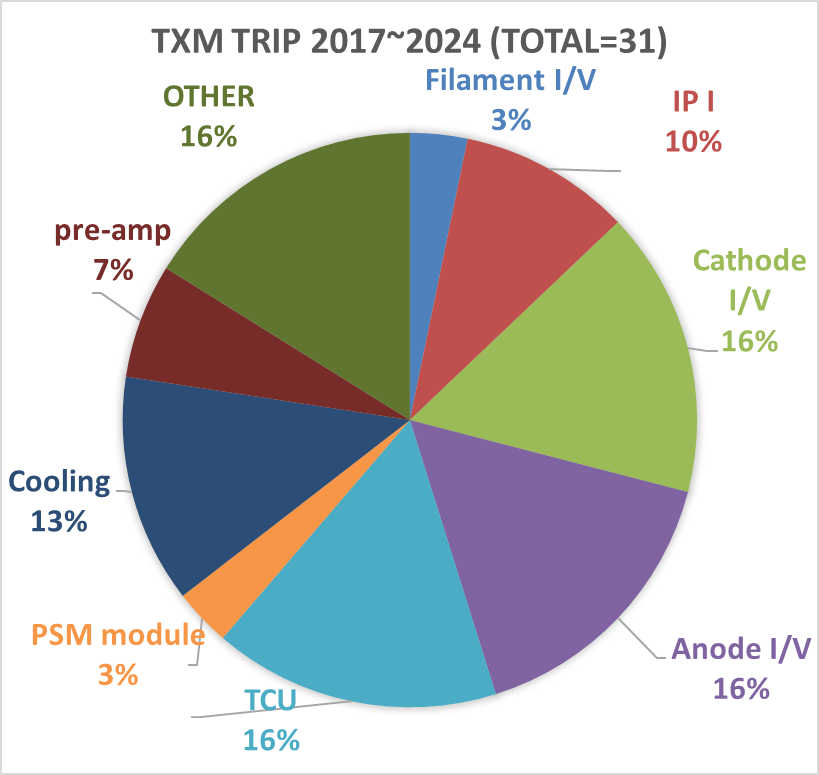 TXM TRIP 2017~2024 (TOTAL=31)
Filament I/V
3%
IP I
10%
Cathode
I/V
16%
Anode I/V
16%
TCU
16%
PSM module
3%
Cooling
13%
pre-amp
7%
OTHER
16%